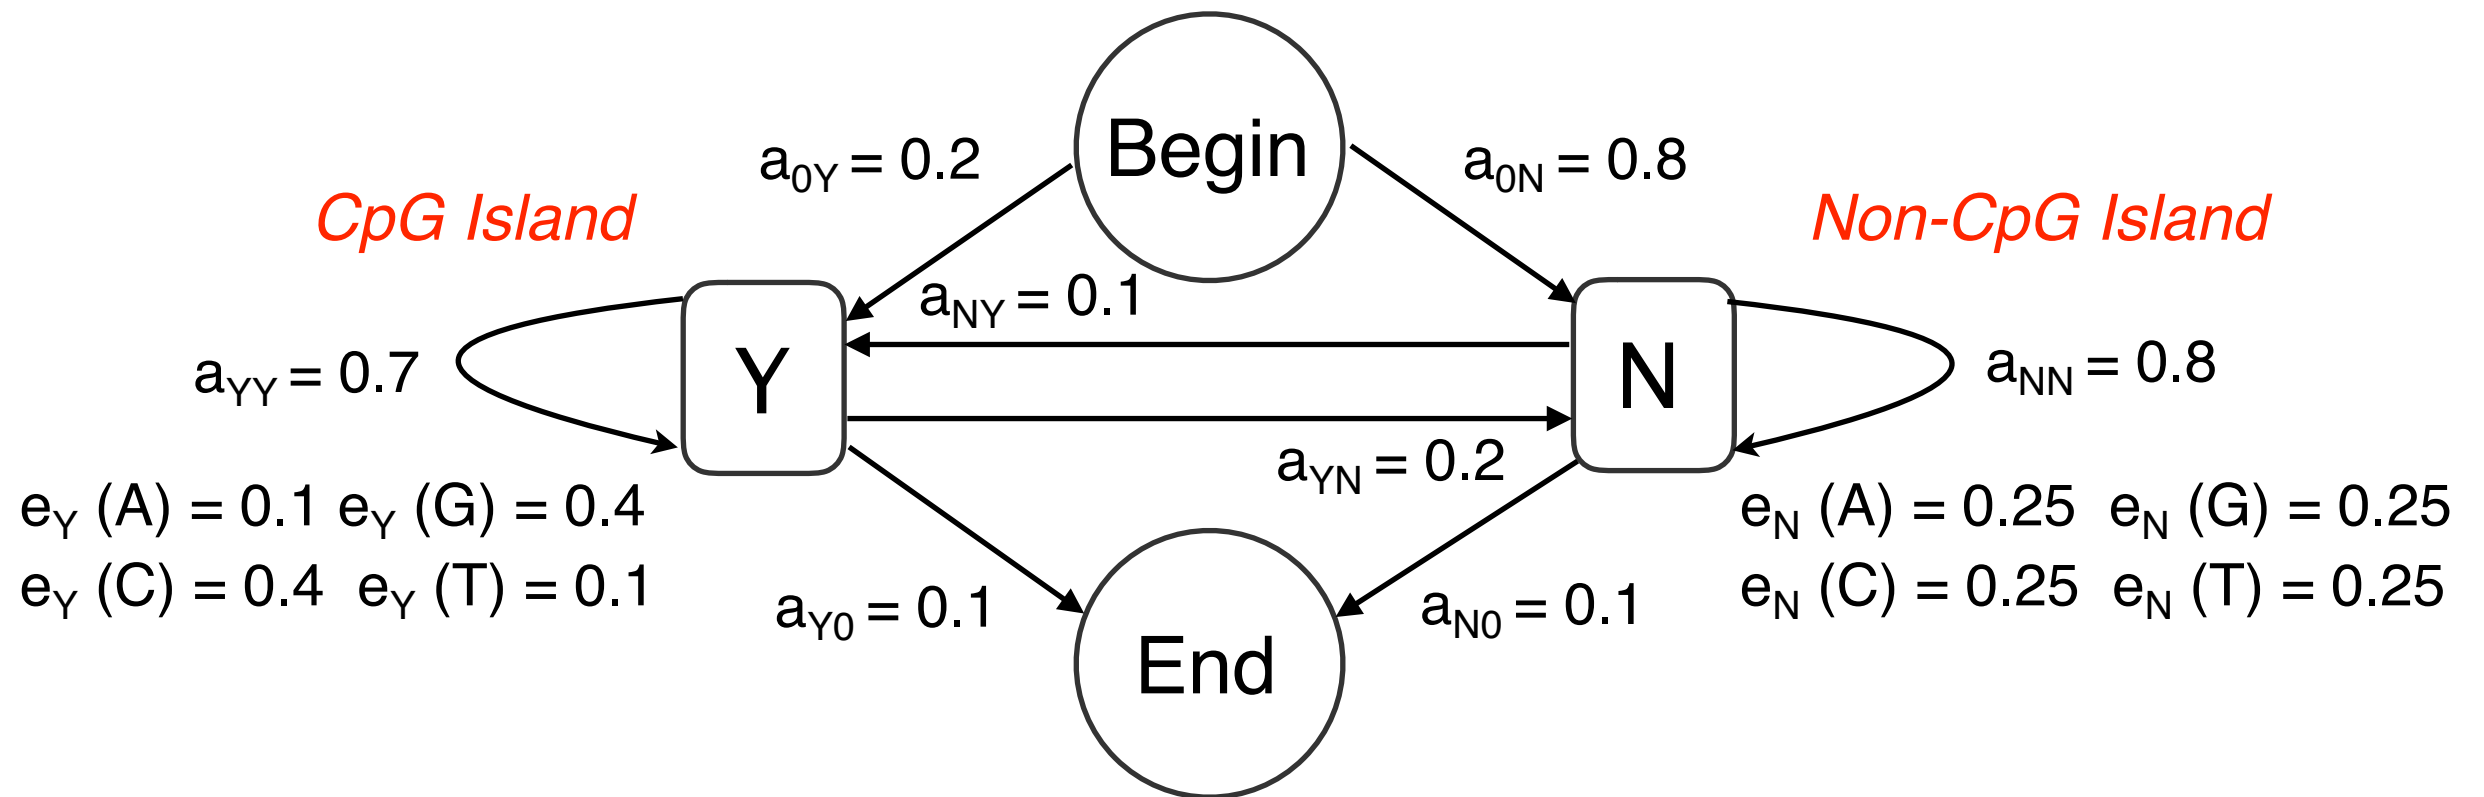 Begin
a0Y = 0.2
a0N = 0.8
CpG Island
Non-CpG Island
aNY = 0.1
Y
N
aYY = 0.7
aNN = 0.8
aYN = 0.2
eY (A) = 0.1 eY (G) = 0.4
eN (A) = 0.25 eN (G) = 0.25
eY (C) = 0.4 eY (T) = 0.1
eN (C) = 0.25 eN (T) = 0.25
aY0 = 0.1
aN0 = 0.1
End